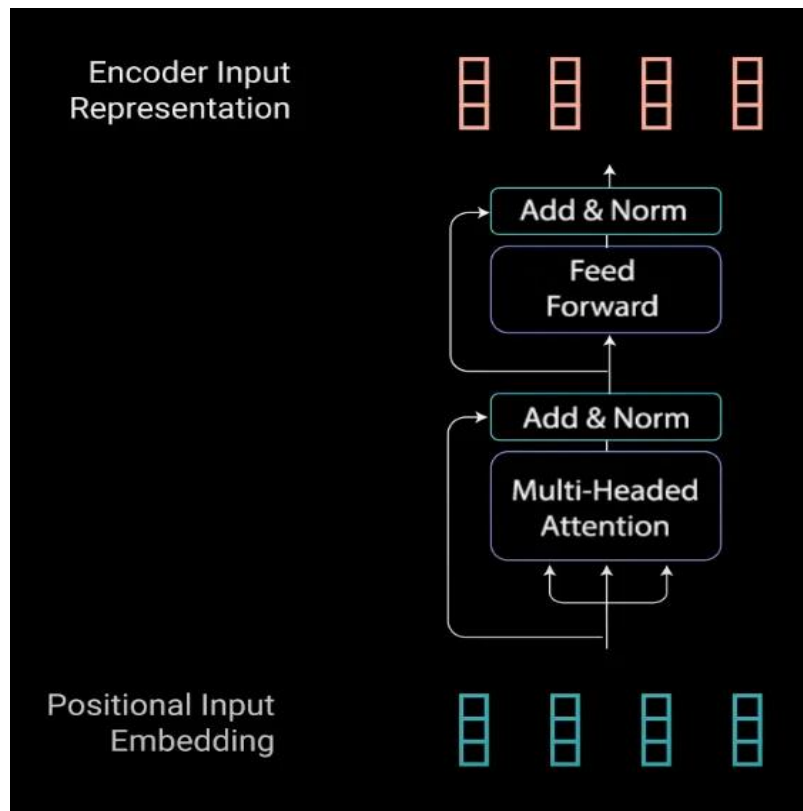 Encoder Input
Representation
Add & Norm
Feed
Forward
Add & Norm
Multi-Headed
Attention
Positional Input
Embedding